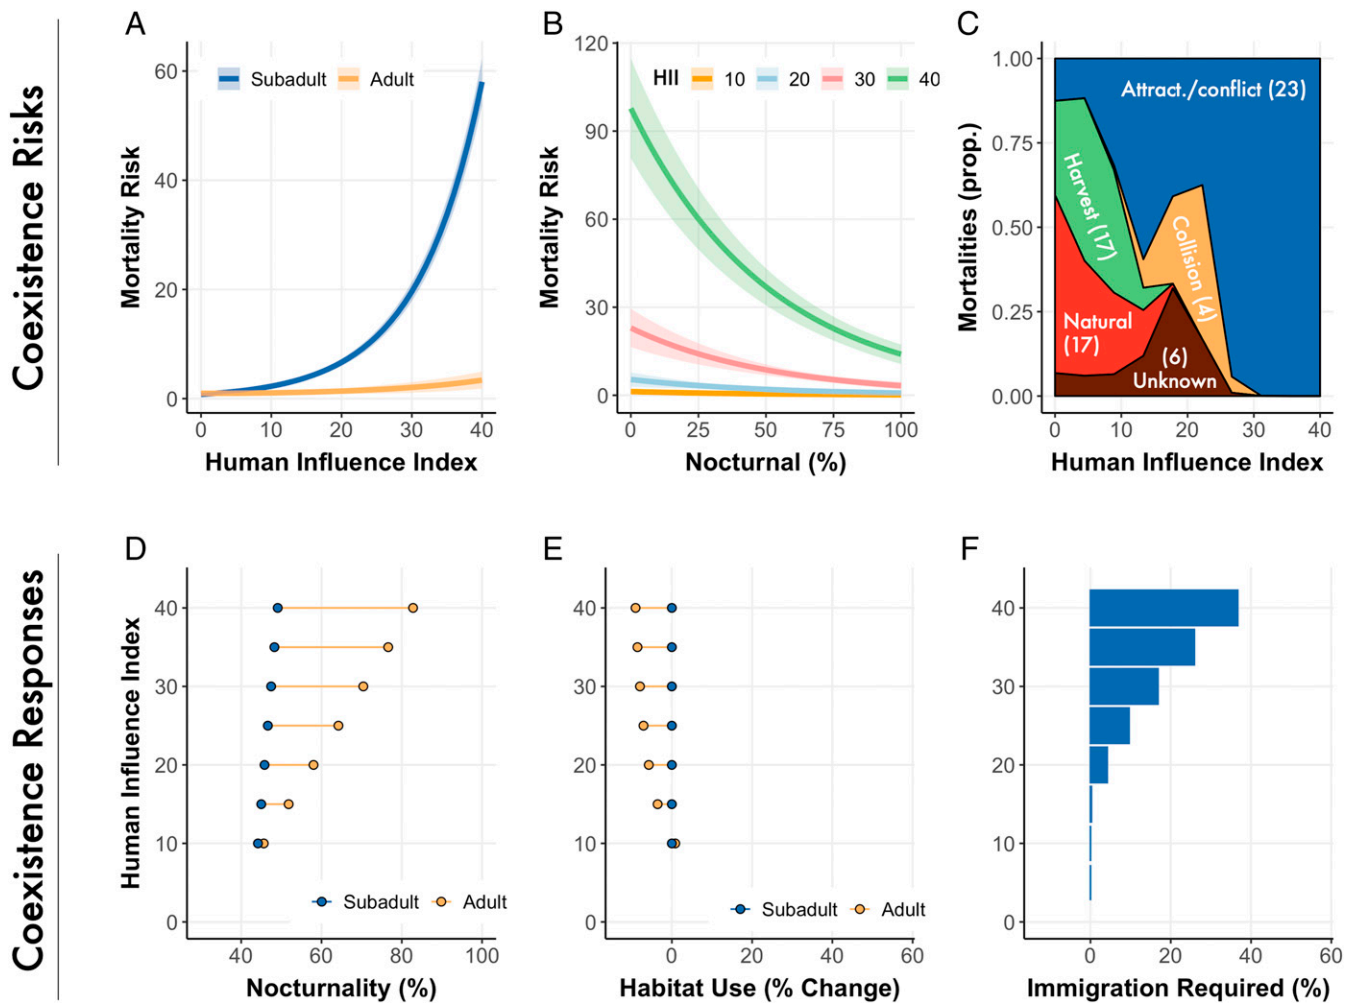 Coexistence Risks
A
60
40
20
0
Mortality Risk
Subadult Adult
0 10 20 30 40
Human Influence Index
B
120
90
60
30
0
Mortality Risk
HII 10 20 30 40
0 25 50 75 100
Nocturnal (%)
C
1.00
0.75
0.50
0.25
0.00
Mortalities (prop.)
Attract./conflict (23)
Harvest (17)
Collision (4)
Natural
(17)
(6)
Unknown
0 10 20 30 40
Human Influence Index
Coexistence Responses
D
40
30
20
10
0
Human Influence Index
Subadult Adult
40 60 80 100
Nocturnality (%)
E
40
30
20
10
0
Subadult Adult
0 20 40 60
Habitat Use (% Change)
F
40
30
20
10
0
0 20 40 60
Immigration Required (%)